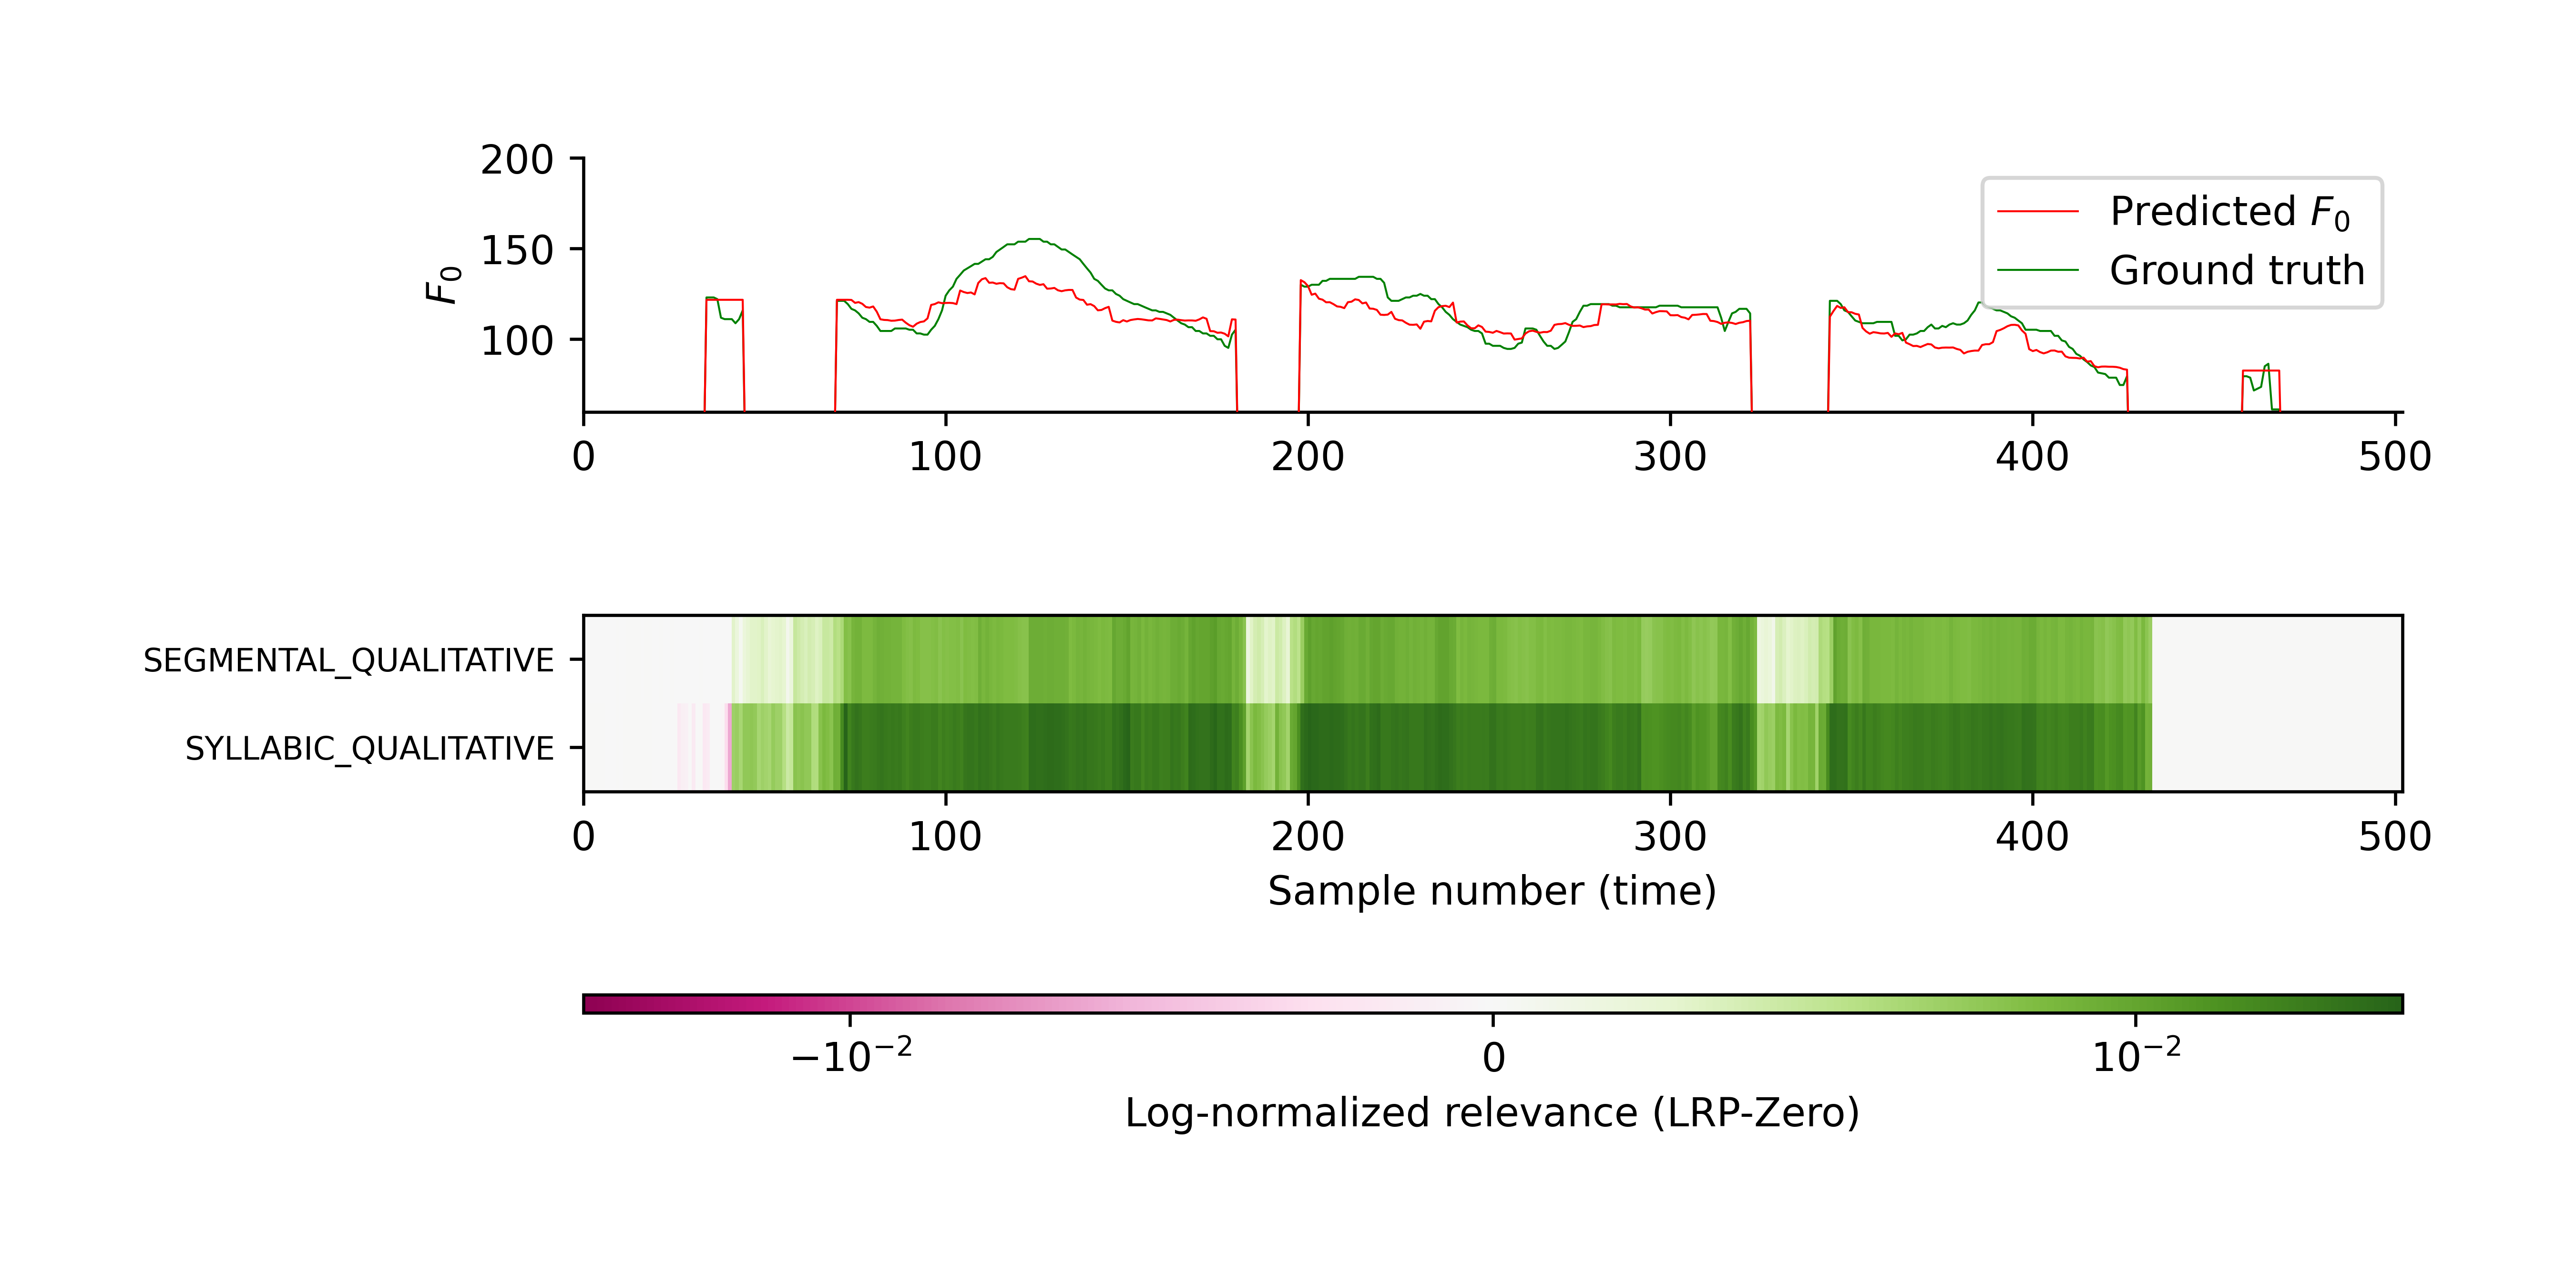 200
150
100
F₀
Predicted F₀
Ground truth
0 100 200 300 400 500
SEGMENTAL_QUALITATIVE
SYLLABIC_QUALITATIVE
0 100 200 300 400 500
Sample number (time)
−10⁻² 0 10⁻²
Log-normalized relevance (LRP-Zero)